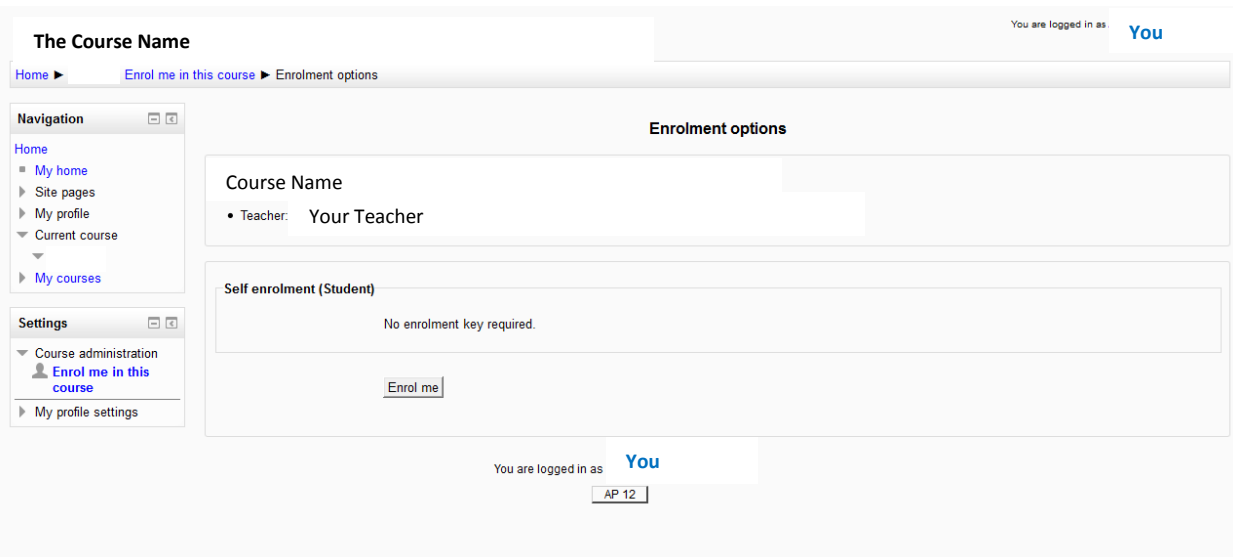 You are logged in as You
The Course Name
Home ► Enrol me in this course ► Enrolment options
Navigation
Home
My home
Site pages
My profile
Current course
My courses
Settings
Course administration
Enrol me in this
course
My profile settings
Enrolment options
Course Name
• Teacher: Your Teacher
Self enrolment (Student)
No enrolment key required.
Enrol me
You are logged in as You
AP 12